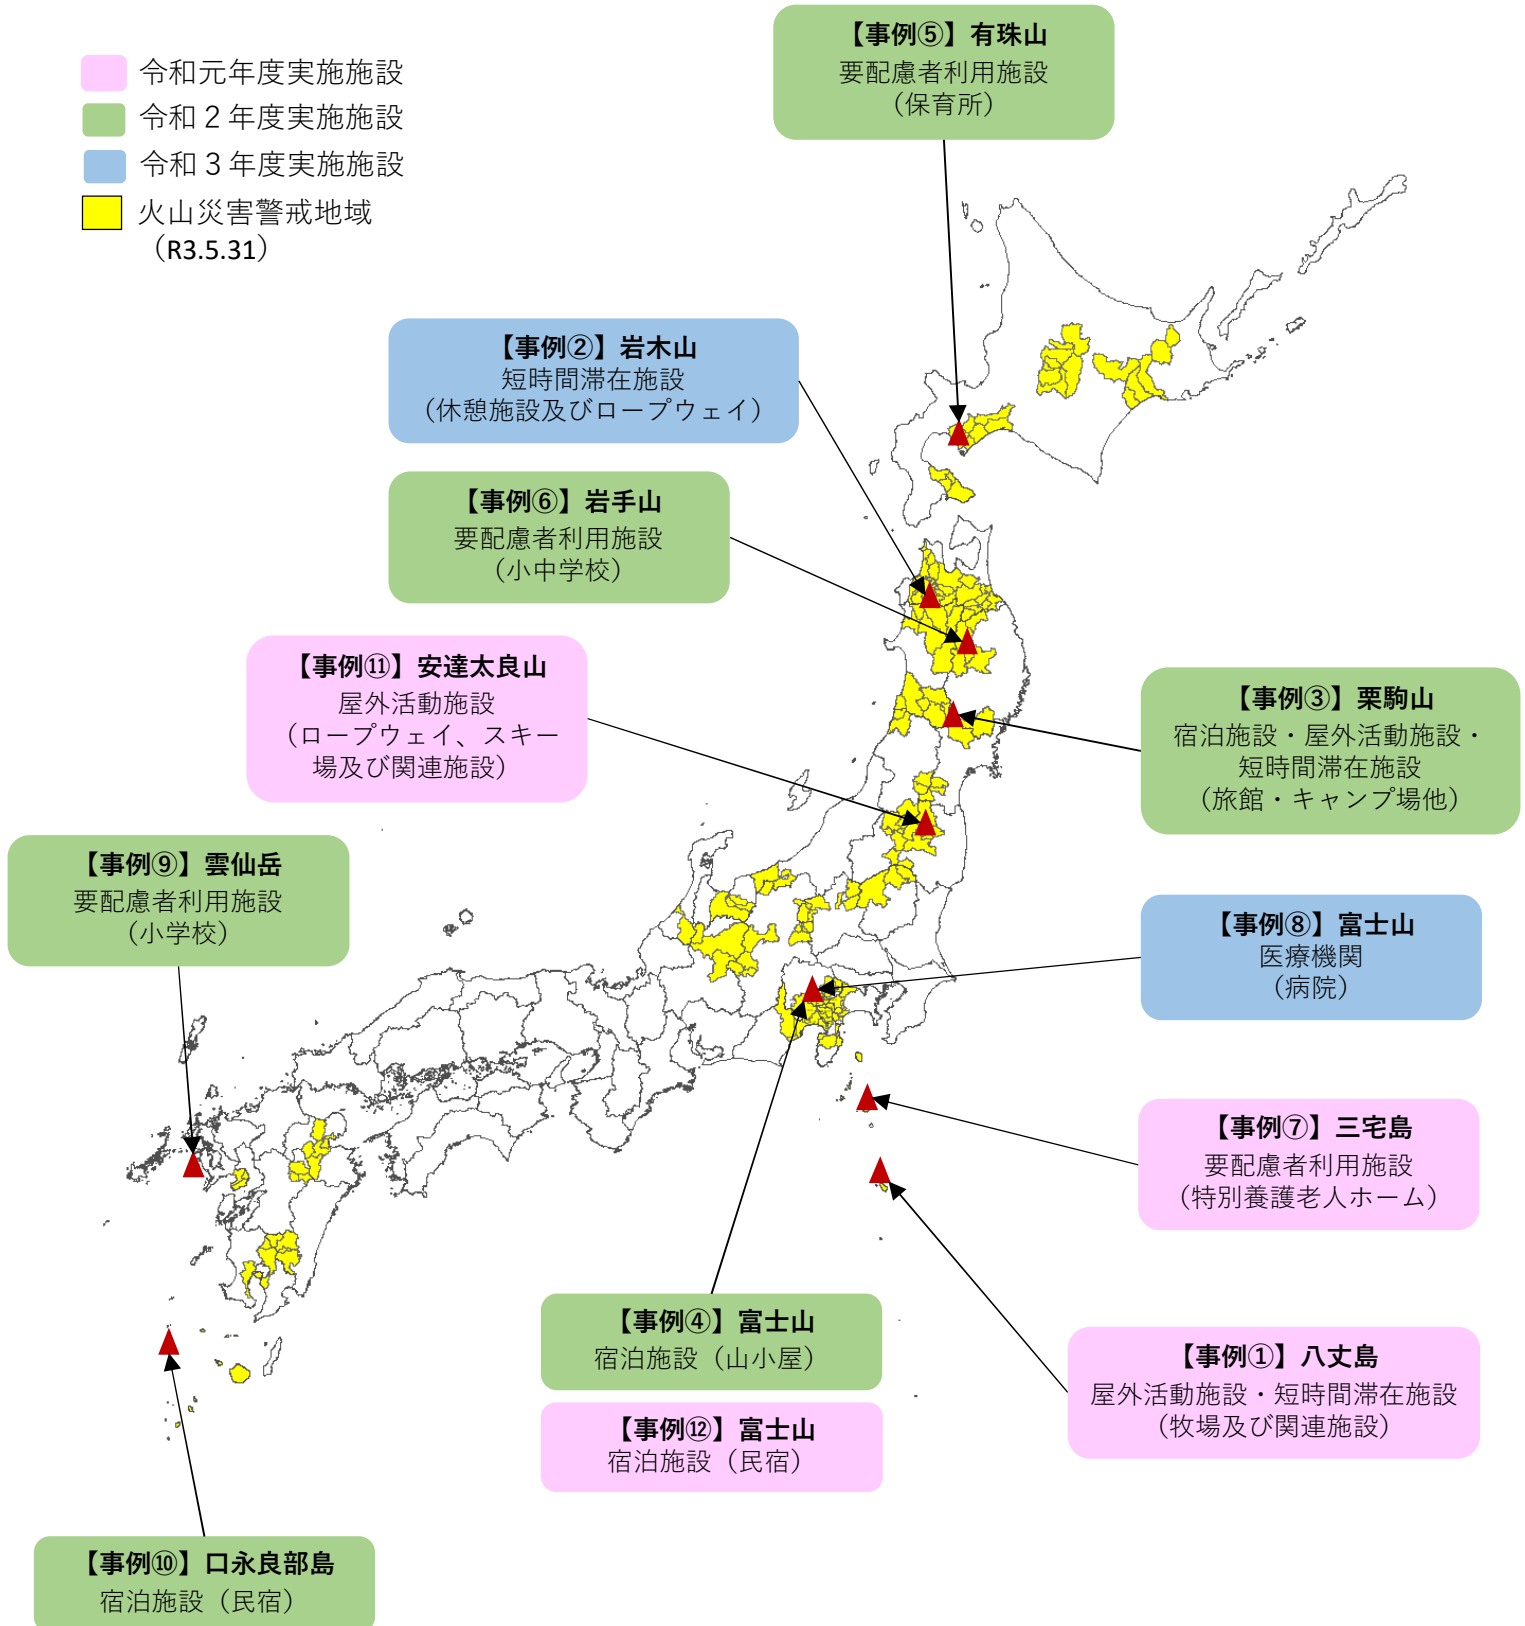 令和元年度実施施設
令和２年度実施施設
令和３年度実施施設
火山災害警戒地域
（R3.5.31）
【事例⑤】有珠山
要配慮者利用施設
（保育所）
【事例②】岩木山
短時間滞在施設
（休憩施設及びロープウェイ）
【事例⑥】岩手山
要配慮者利用施設
（小中学校）
【事例⑪】安達太良山
屋外活動施設
（ロープウェイ、スキー
場及び関連施設）
【事例③】栗駒山
宿泊施設・屋外活動施設・
短時間滞在施設
（旅館・キャンプ場他）
【事例⑨】雲仙岳
要配慮者利用施設
（小学校）
【事例⑧】富士山
医療機関
（病院）
【事例⑦】三宅島
要配慮者利用施設
（特別養護老人ホーム）
【事例④】富士山
宿泊施設（山小屋）
【事例①】八丈島
屋外活動施設・短時間滞在施設
（牧場及び関連施設）
【事例⑫】富士山
宿泊施設（民宿）
【事例⑩】口永良部島
宿泊施設（民宿）